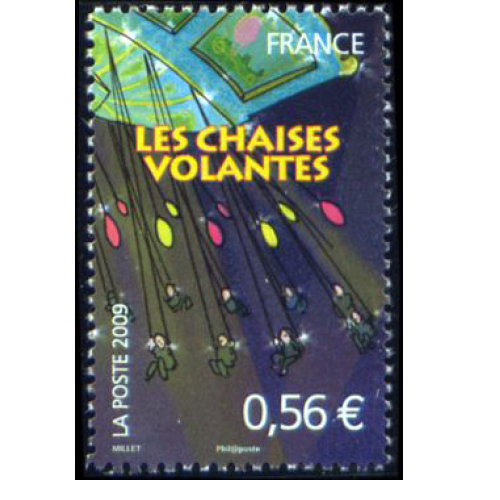 FRANCE
LES CHAISES
VOLANTES
LA POSTE 2009
0,56 €
MILLET
Phil@poste